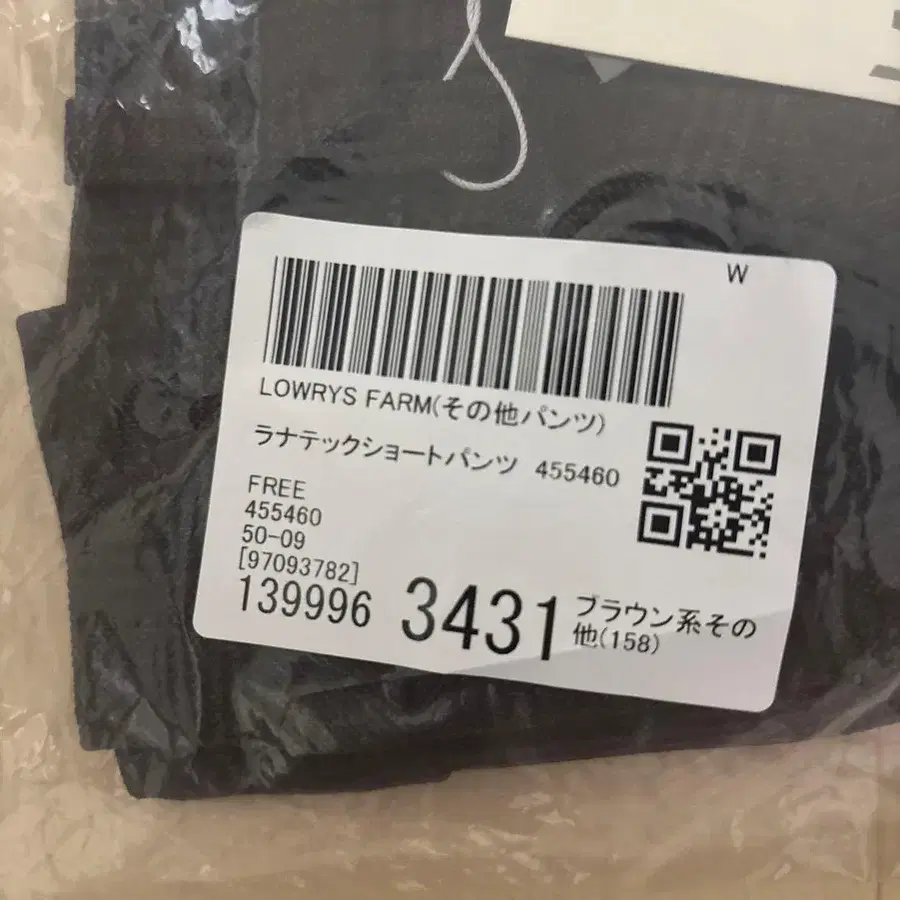 W
LOWRYS FARM(その他パンツ)
ラナテックショートパンツ 455460
FREE
455460
50-09
[97093782]
139996 3431 ブラウン系その
他(158)